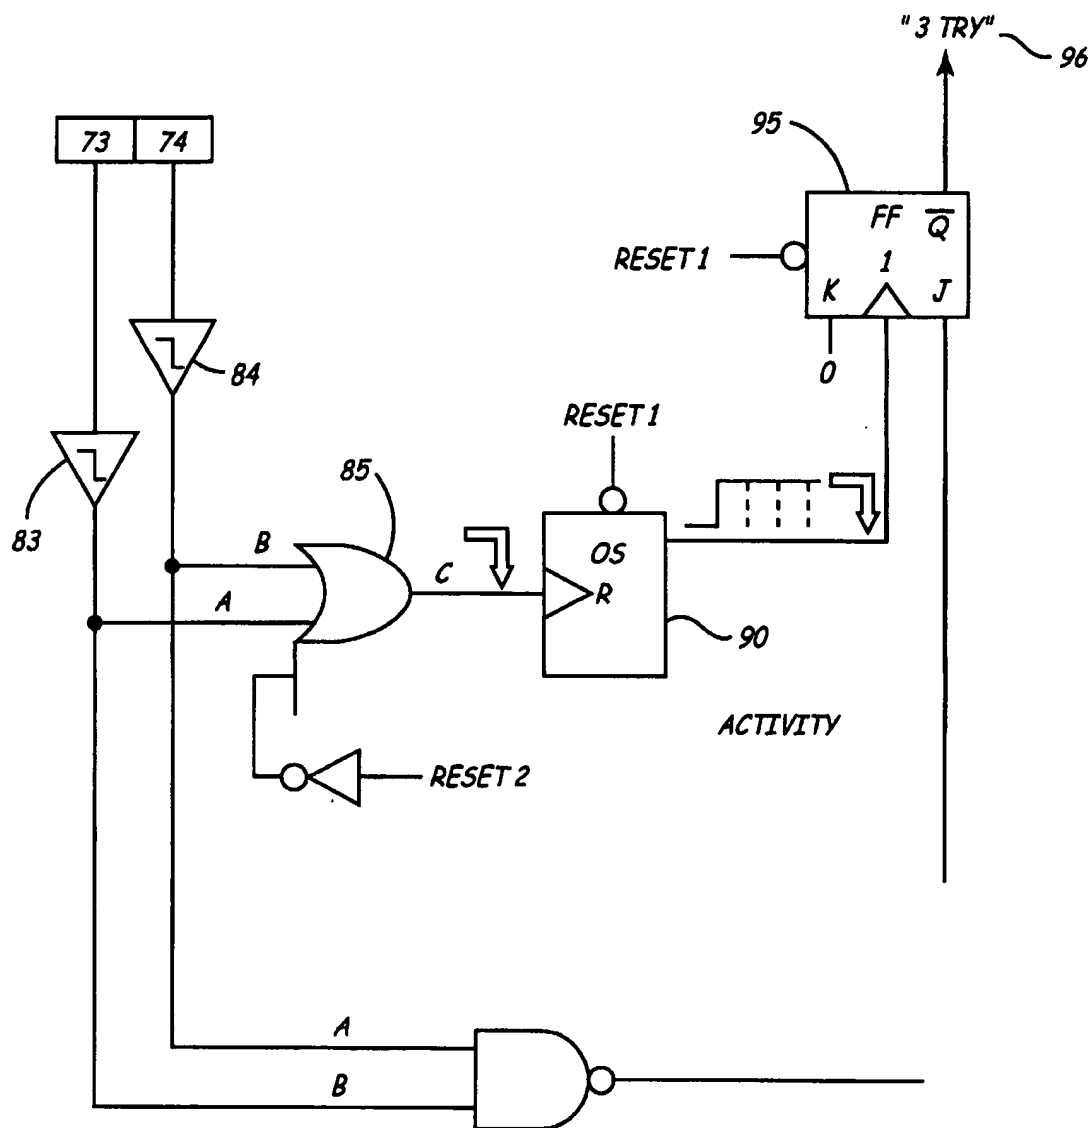 "3 TRY"
96
73 74
95
FF Q̅
RESET 1
1
K J
0
84
RESET 1
83
85
B
A
C
OS
R
90
ACTIVITY
RESET 2
A
B